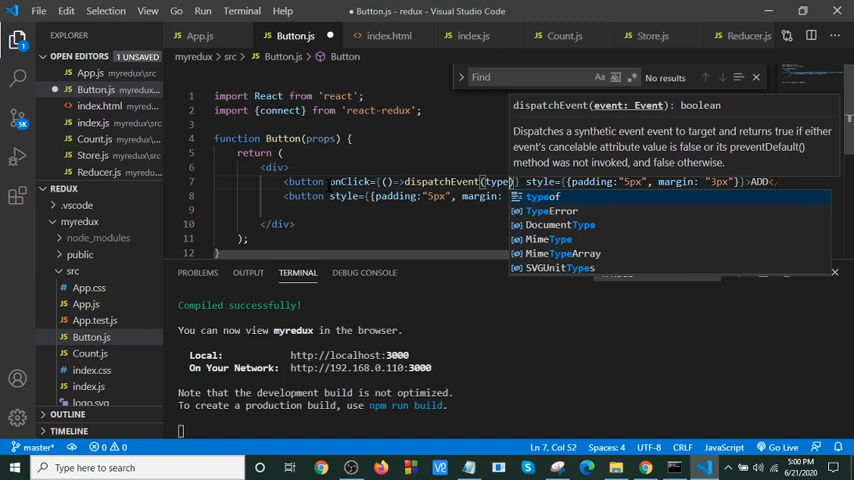 File Edit Selection View Go Run Terminal Help ● Button.js - redux - Visual Studio Code
EXPLORER ... App.js Button.js ● index.html index.js Count.js Store.js Reducer.js ...
OPEN EDITORS 1 UNSAVED
App.js myredux\src
● Button.js myredux\...
index.html myredux...
index.js myredux\src
Count.js myredux\src
Store.js myredux\src
Reducer.js myredux\...
REDUX
.vscode
myredux
node_modules
public
src
App.css
App.js
App.test.js
Button.js
Count.js
index.css
index.js
logo.svg
OUTLINE
TIMELINE
5K
1
myredux > src > Button.js > Button
Find Aa No results
1 import React from 'react';
2 import {connect} from 'react-redux';
3
4 function Button(props) {
5 return (
6 <div>
7 <button onClick={()=>dispatchEvent(type)} style={{padding:"5px", margin: "3px"}}>ADD</
8 <button style={{padding:"5px", margin:
9
10 </div>
11 );
12 }
dispatchEvent(event: Event): boolean
Dispatches a synthetic event event to target and returns true if either
event's cancelable attribute value is false or its preventDefault()
method was not invoked, and false otherwise.
typeof
TypeError
DocumentType
MimeType
MimeTypeArray
SVGUnitTypes
PROBLEMS OUTPUT TERMINAL DEBUG CONSOLE
Compiled successfully!
You can now view myredux in the browser.
Local: http://localhost:3000
On Your Network: http://192.168.0.110:3000
Note that the development build is not optimized.
To create a production build, use npm run build.
master* 0 0 Ln 7, Col 52 Spaces: 4 UTF-8 CRLF JavaScript Go Live
Type here to search
5:00 PM
6/21/2020